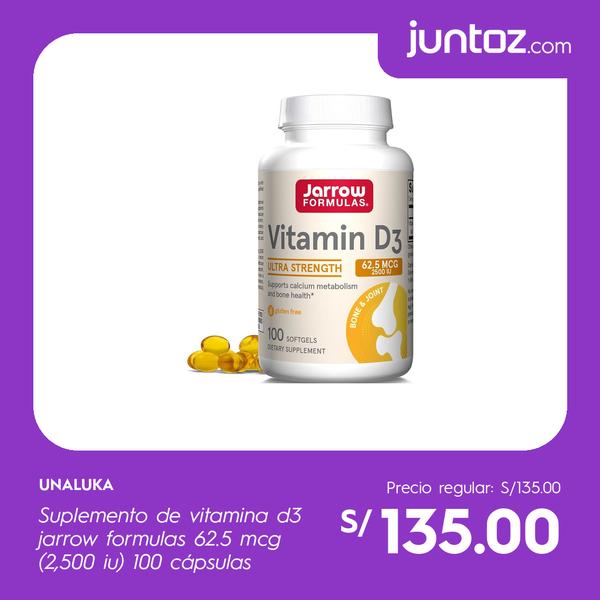 juntoz.com
Jarrow
FORMULAS®
Vitamin D3
ULTRA STRENGTH
62.5 MCG
2500 IU
Supports calcium metabolism
and bone health*
gluten free
BONE & JOINT
100 SOFTGELS
DIETARY SUPPLEMENT
UNALUKA
Precio regular: S/135.00
Suplemento de vitamina d3
jarrow formulas 62.5 mcg
(2,500 iu) 100 cápsulas
S/ 135.00